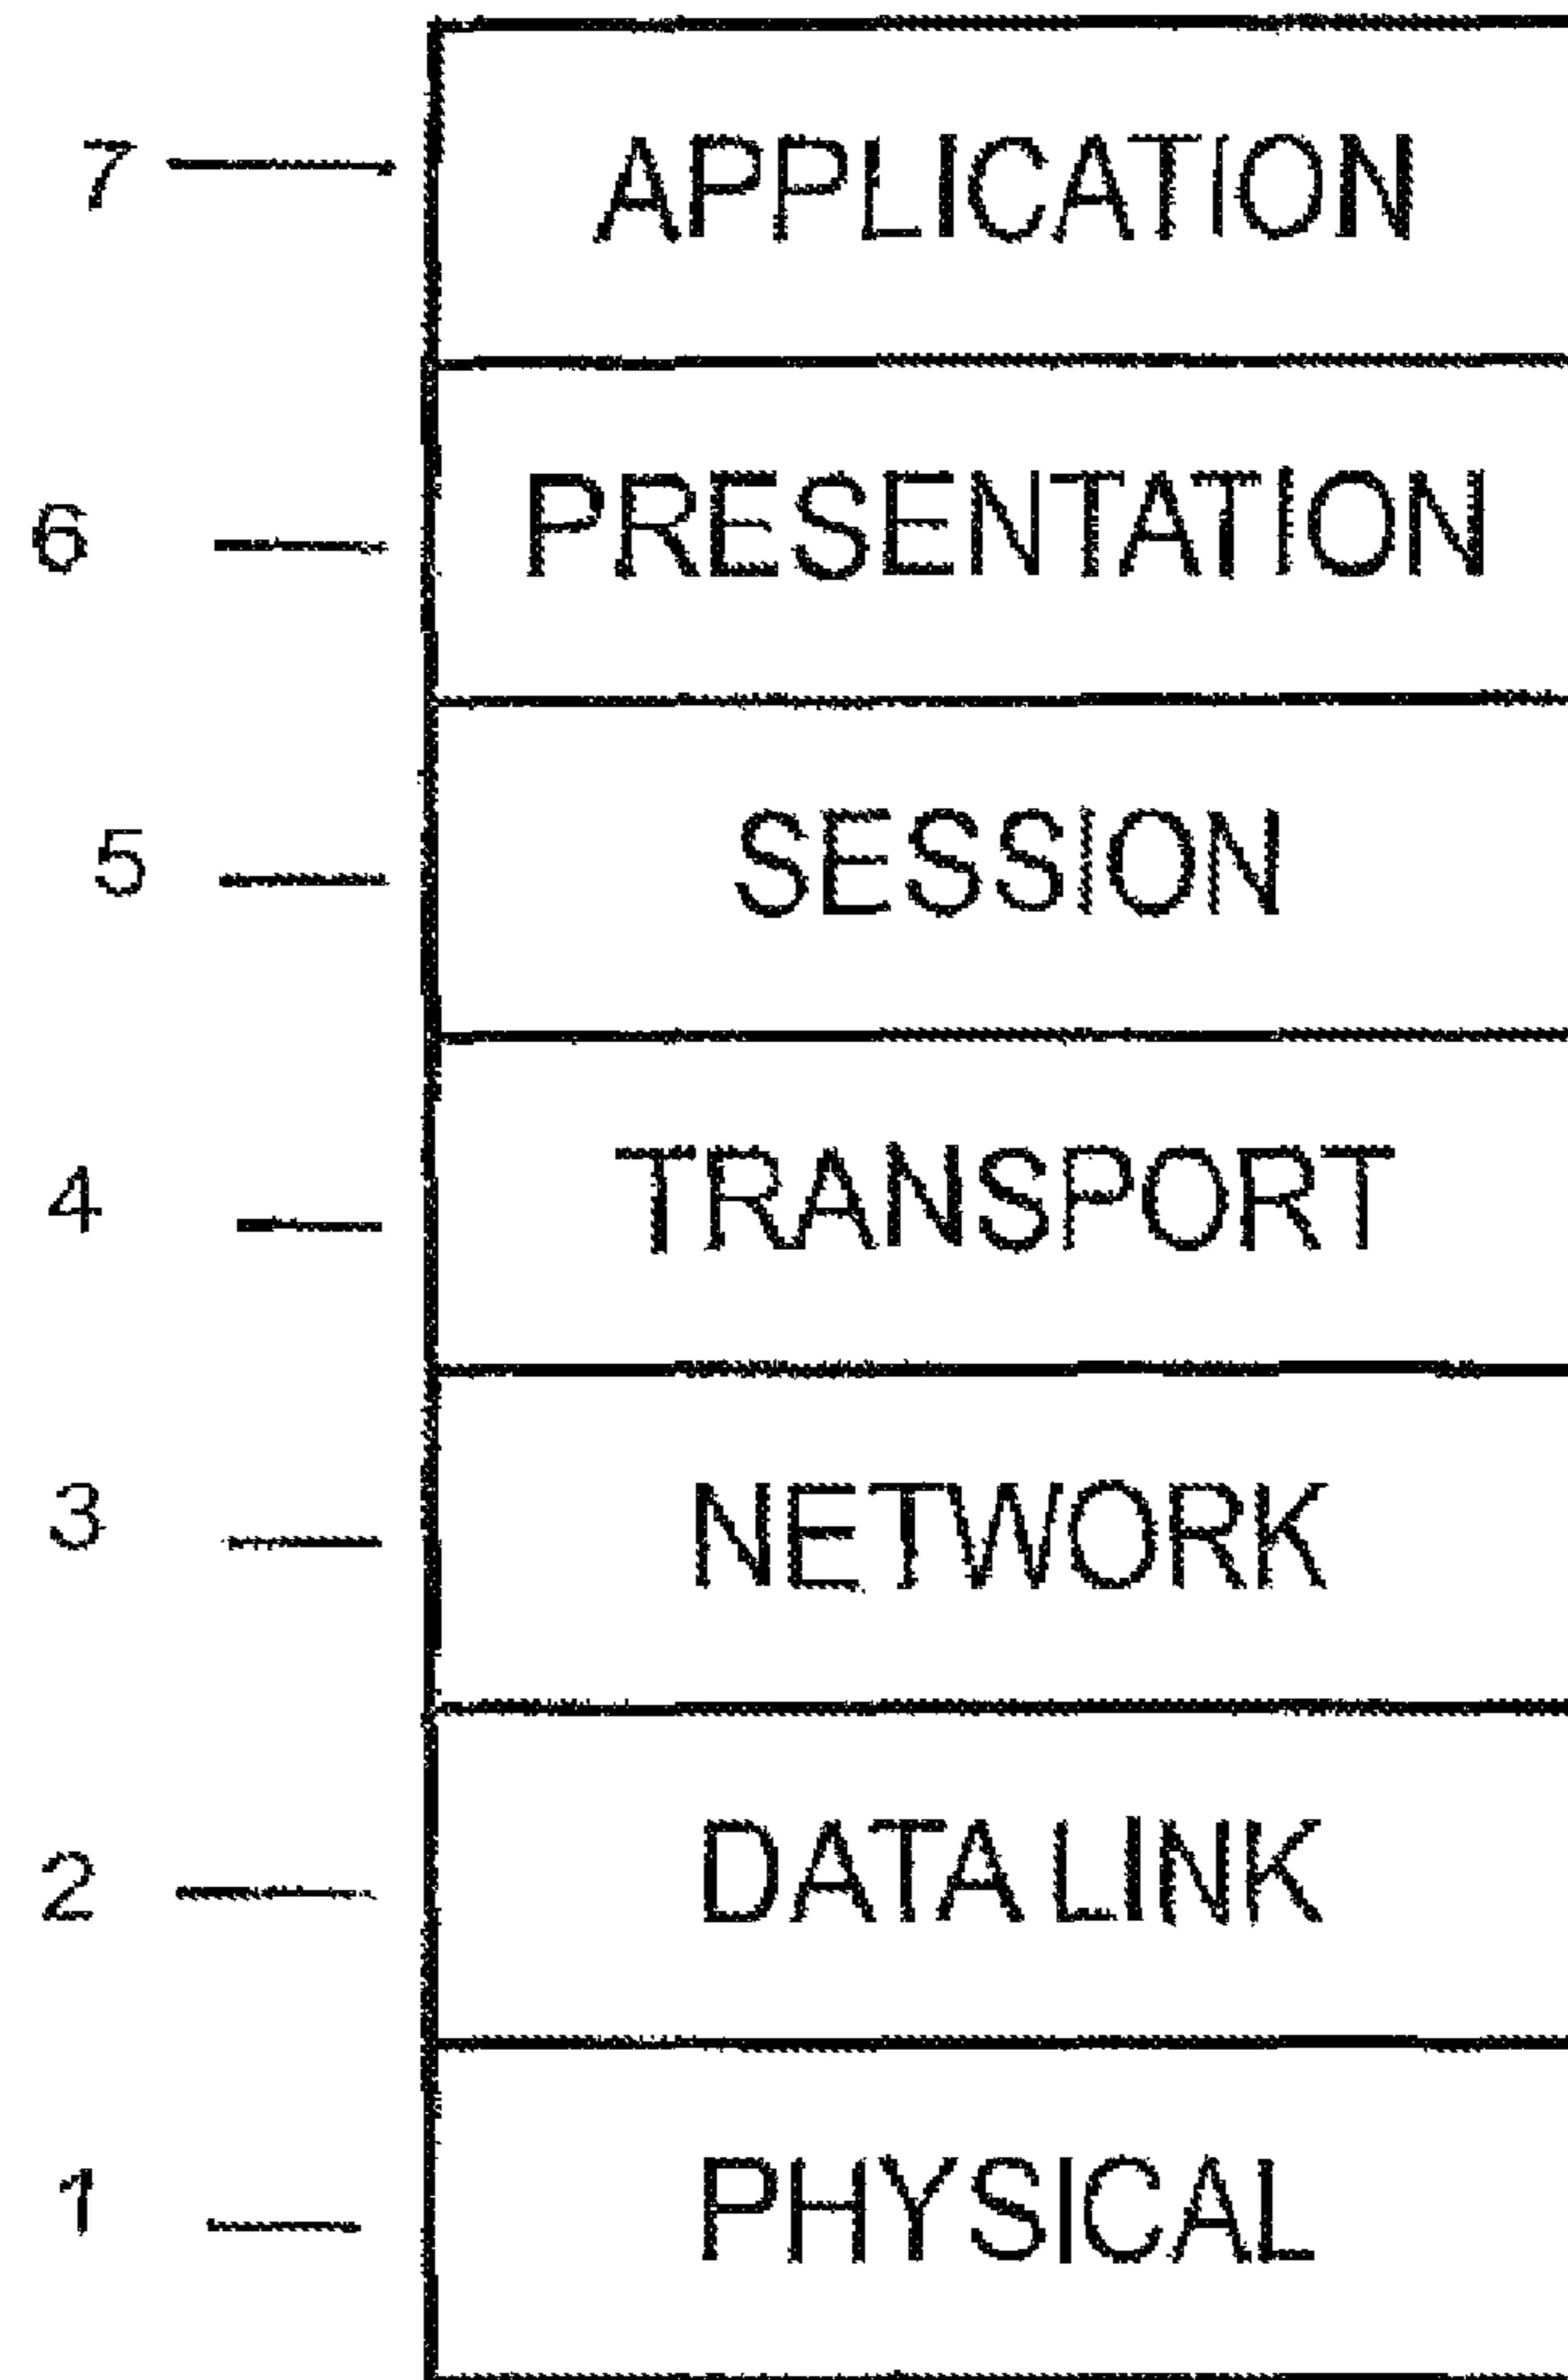 7 APPLICATION
6 PRESENTATION
5 SESSION
4 TRANSPORT
3 NETWORK
2 DATA LINK
1 PHYSICAL